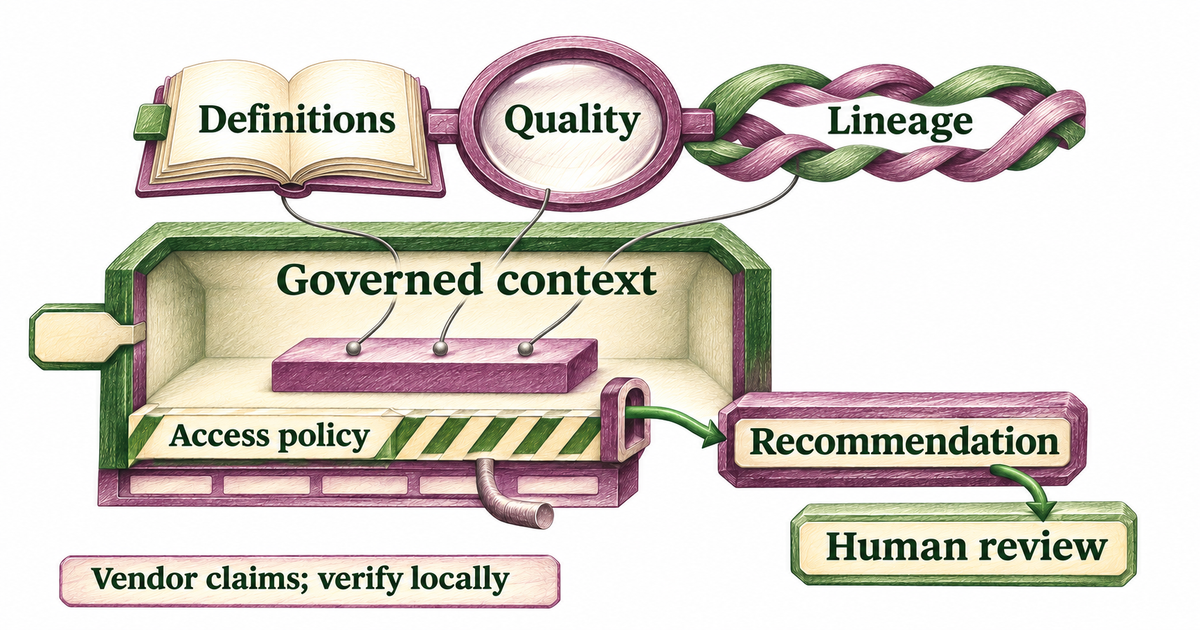 Definitions
Quality
Lineage
Governed context
Access policy
Recommendation
Human review
Vendor claims; verify locally